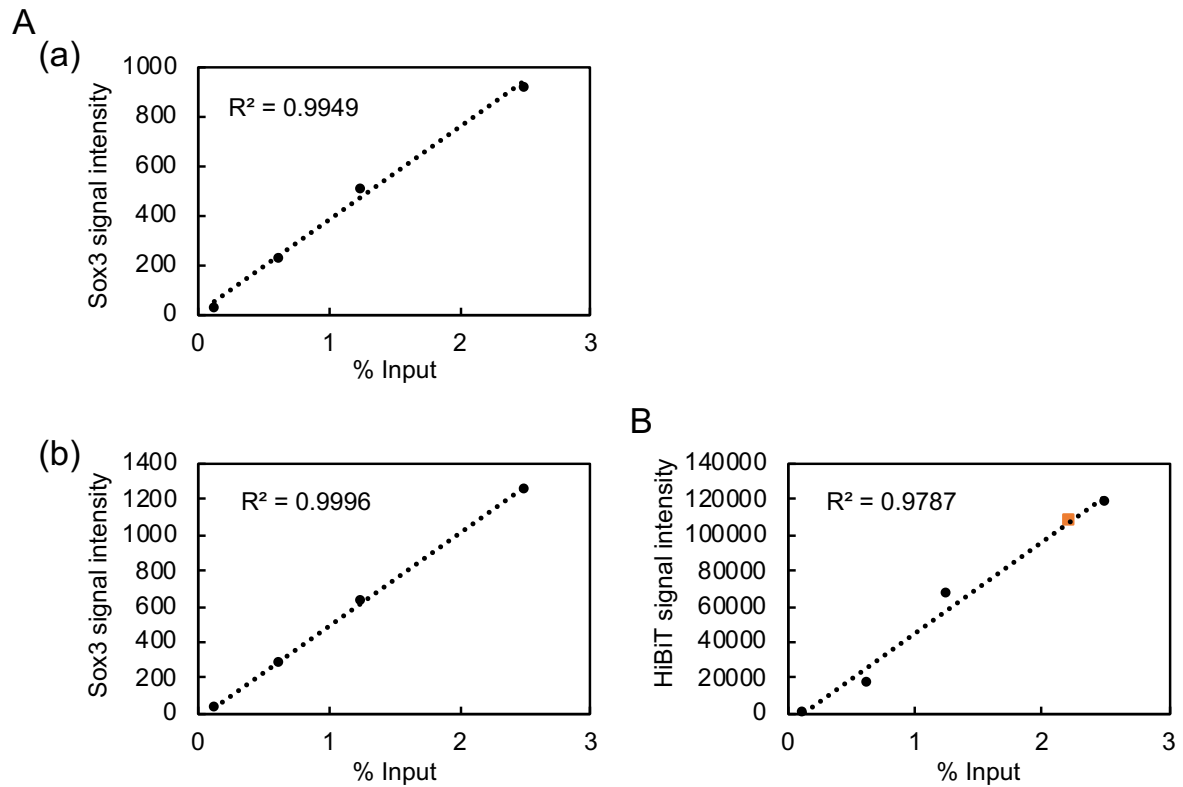 A
(a)
Sox3 signal intensity
1000
800
600
400
200
0
R² = 0.9949
0 1 2 3
% Input
(b)
Sox3 signal intensity
1400
1200
1000
800
600
400
200
0
R² = 0.9996
0 1 2 3
% Input
B
HiBiT signal intensity
140000
120000
100000
80000
60000
40000
20000
0
R² = 0.9787
0 1 2 3
% Input